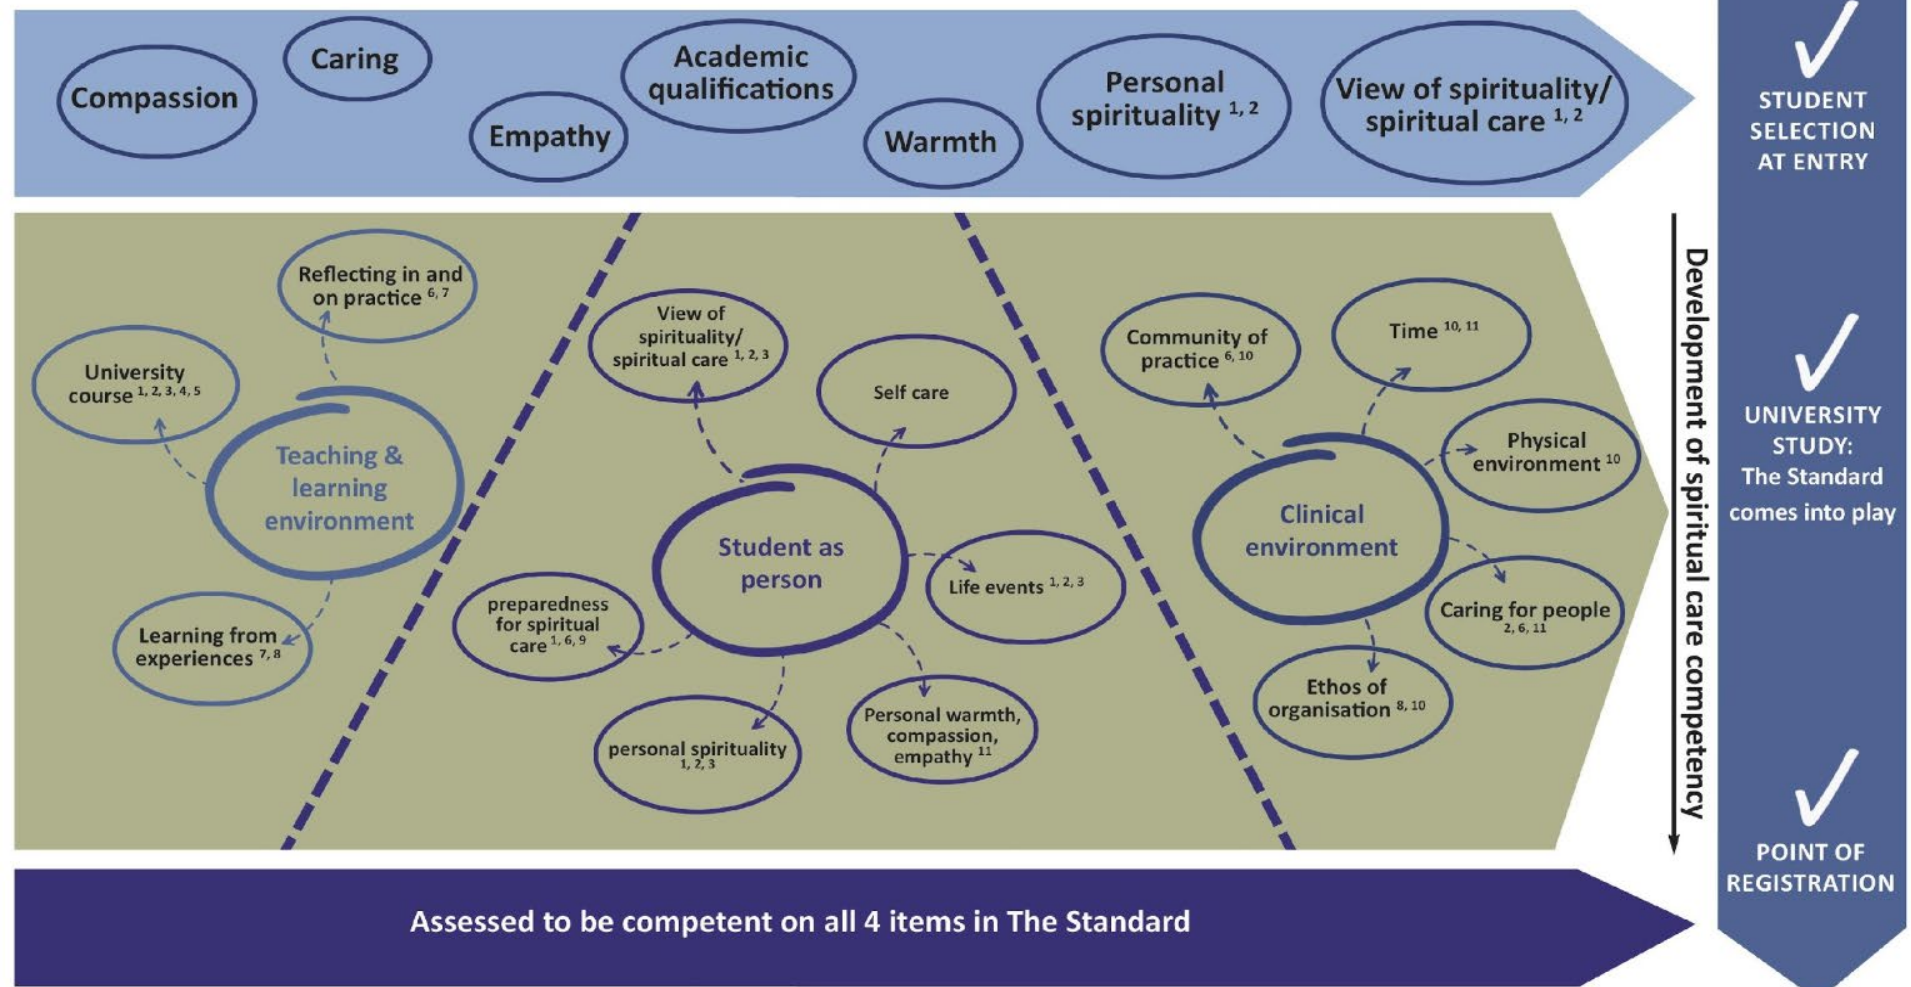 Compassion
Caring
Empathy
Academic
qualifications
Warmth
Personal
spirituality 1, 2
View of spirituality/
spiritual care 1, 2
Reflecting in and
on practice 6, 7
University
course 1, 2, 3, 4, 5
Teaching &
learning
environment
Learning from
experiences 7, 8
View of
spirituality/
spiritual care 1, 2, 3
Self care
Student as
person
Life events 1, 2, 3
preparedness
for spiritual
care 1, 6, 9
personal spirituality
1, 2, 3
Personal warmth,
compassion,
empathy 11
Community of
practice 6, 10
Time 10, 11
Physical
environment 10
Clinical
environment
Caring for people
2, 6, 11
Ethos of
organisation 8, 10
Assessed to be competent on all 4 items in The Standard
Development of spiritual care competency
STUDENT
SELECTION
AT ENTRY
UNIVERSITY
STUDY:
The Standard
comes into play
POINT OF
REGISTRATION